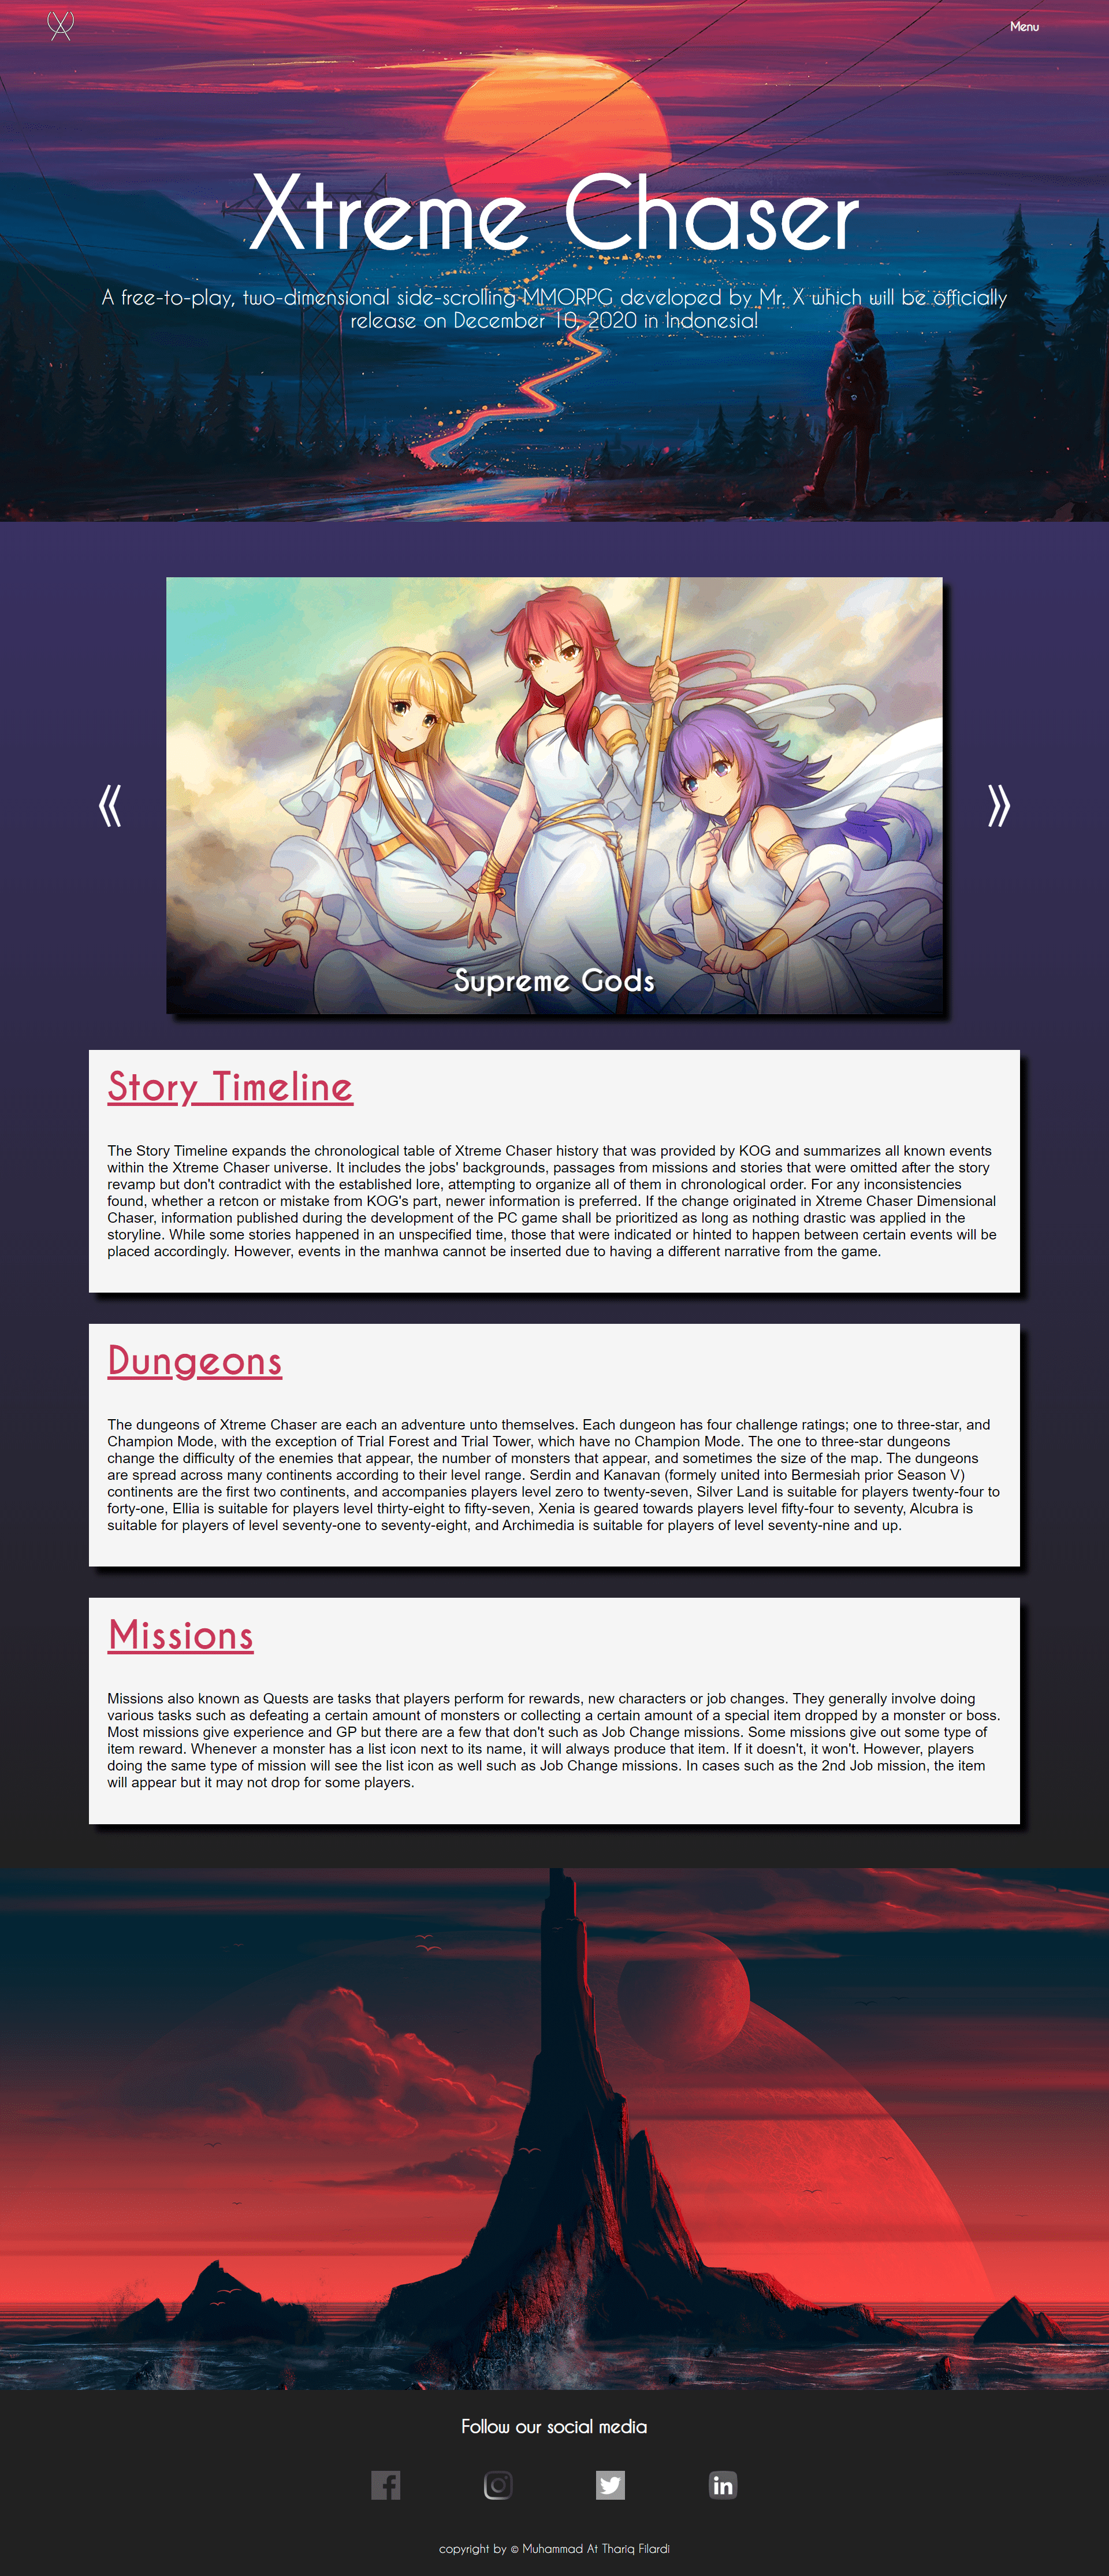 Menu
Xtreme Chaser
A free-to-play, two-dimensional side-scrolling MMORPG developed by Mr. X which will be officially
release on December 10, 2020 in Indonesia!
Supreme Gods
Story Timeline
The Story Timeline expands the chronological table of Xtreme Chaser history that was provided by KOG and summarizes all known events
within the Xtreme Chaser universe. It includes the jobs' backgrounds, passages from missions and stories that were omitted after the story
revamp but don't contradict with the established lore, attempting to organize all of them in chronological order. For any inconsistencies
found, whether a retcon or mistake from KOG's part, newer information is preferred. If the change originated in Xtreme Chaser Dimensional
Chaser, information published during the development of the PC game shall be prioritized as long as nothing drastic was applied in the
storyline. While some stories happened in an unspecified time, those that were indicated or hinted to happen between certain events will be
placed accordingly. However, events in the manhwa cannot be inserted due to having a different narrative from the game.
Dungeons
The dungeons of Xtreme Chaser are each an adventure unto themselves. Each dungeon has four challenge ratings; one to three-star, and
Champion Mode, with the exception of Trial Forest and Trial Tower, which have no Champion Mode. The one to three-star dungeons
change the difficulty of the enemies that appear, the number of monsters that appear, and sometimes the size of the map. The dungeons
are spread across many continents according to their level range. Serdin and Kanavan (formely united into Bermesiah prior Season V)
continents are the first two continents, and accompanies players level zero to twenty-seven, Silver Land is suitable for players twenty-four to
forty-one, Ellia is suitable for players level thirty-eight to fifty-seven, Xenia is geared towards players level fifty-four to seventy, Alcubra is
suitable for players of level seventy-one to seventy-eight, and Archimedia is suitable for players of level seventy-nine and up.
Missions
Missions also known as Quests are tasks that players perform for rewards, new characters or job changes. They generally involve doing
various tasks such as defeating a certain amount of monsters or collecting a certain amount of a special item dropped by a monster or boss.
Most missions give experience and GP but there are a few that don't such as Job Change missions. Some missions give out some type of
item reward. Whenever a monster has a list icon next to its name, it will always produce that item. If it doesn't, it won't. However, players
doing the same type of mission will see the list icon as well such as Job Change missions. In cases such as the 2nd Job mission, the item
will appear but it may not drop for some players.
Follow our social media
copyright by © Muhammad At Thariq Filardi